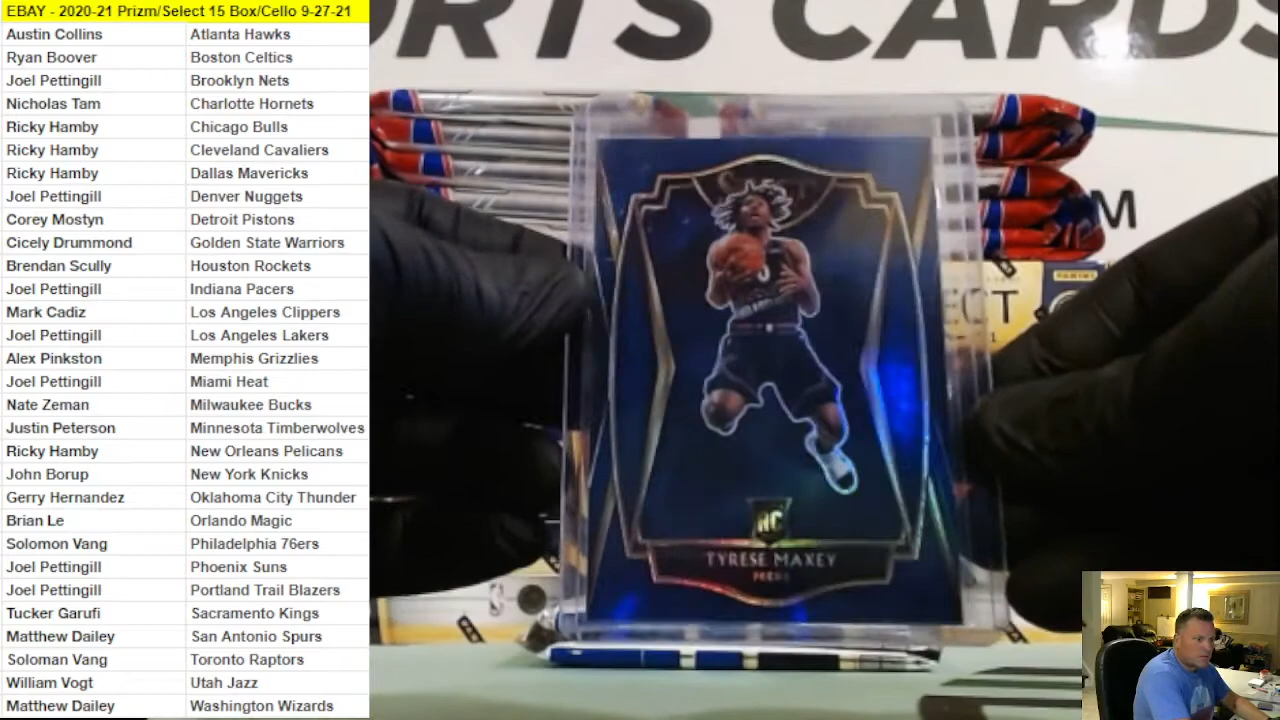 EBAY - 2020-21 Prizm/Select 15 Box/Cello 9-27-21
Austin Collins Atlanta Hawks
Ryan Boover Boston Celtics
Joel Pettingill Brooklyn Nets
Nicholas Tam Charlotte Hornets
Ricky Hamby Chicago Bulls
Ricky Hamby Cleveland Cavaliers
Ricky Hamby Dallas Mavericks
Joel Pettingill Denver Nuggets
Corey Mostyn Detroit Pistons
Cicely Drummond Golden State Warriors
Brendan Scully Houston Rockets
Joel Pettingill Indiana Pacers
Mark Cadiz Los Angeles Clippers
Joel Pettingill Los Angeles Lakers
Alex Pinkston Memphis Grizzlies
Joel Pettingill Miami Heat
Nate Zeman Milwaukee Bucks
Justin Peterson Minnesota Timberwolves
Ricky Hamby New Orleans Pelicans
John Borup New York Knicks
Gerry Hernandez Oklahoma City Thunder
Brian Le Orlando Magic
Solomon Vang Philadelphia 76ers
Joel Pettingill Phoenix Suns
Joel Pettingill Portland Trail Blazers
Tucker Garufi Sacramento Kings
Matthew Dailey San Antonio Spurs
Soloman Vang Toronto Raptors
William Vogt Utah Jazz
Matthew Dailey Washington Wizards
ORTS CARDS
M
PANINI
ECT
RC
TYRESE MAXEY